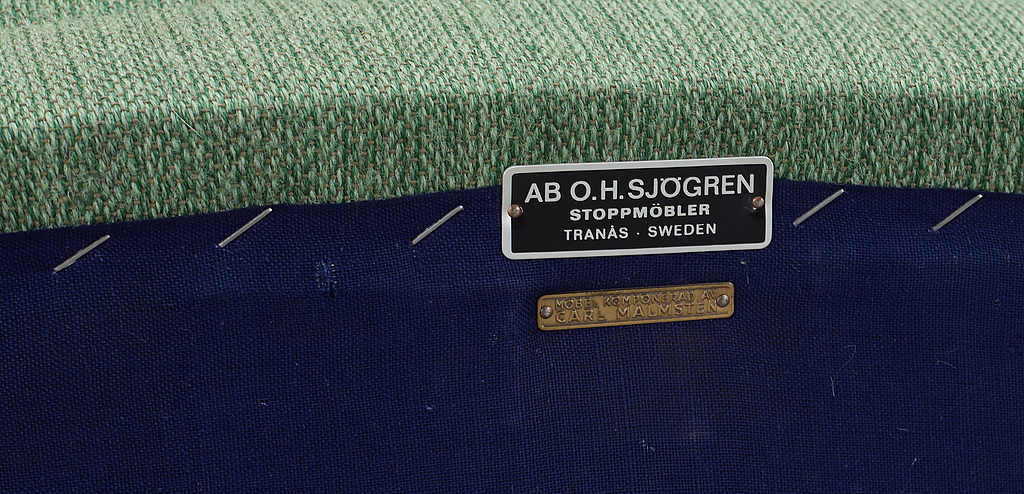 AB O.H.SJÖGREN
STOPPMÖBLER
TRANÅS · SWEDEN
MÖBEL KOMPONERAD AV
CARL MALMSTEN